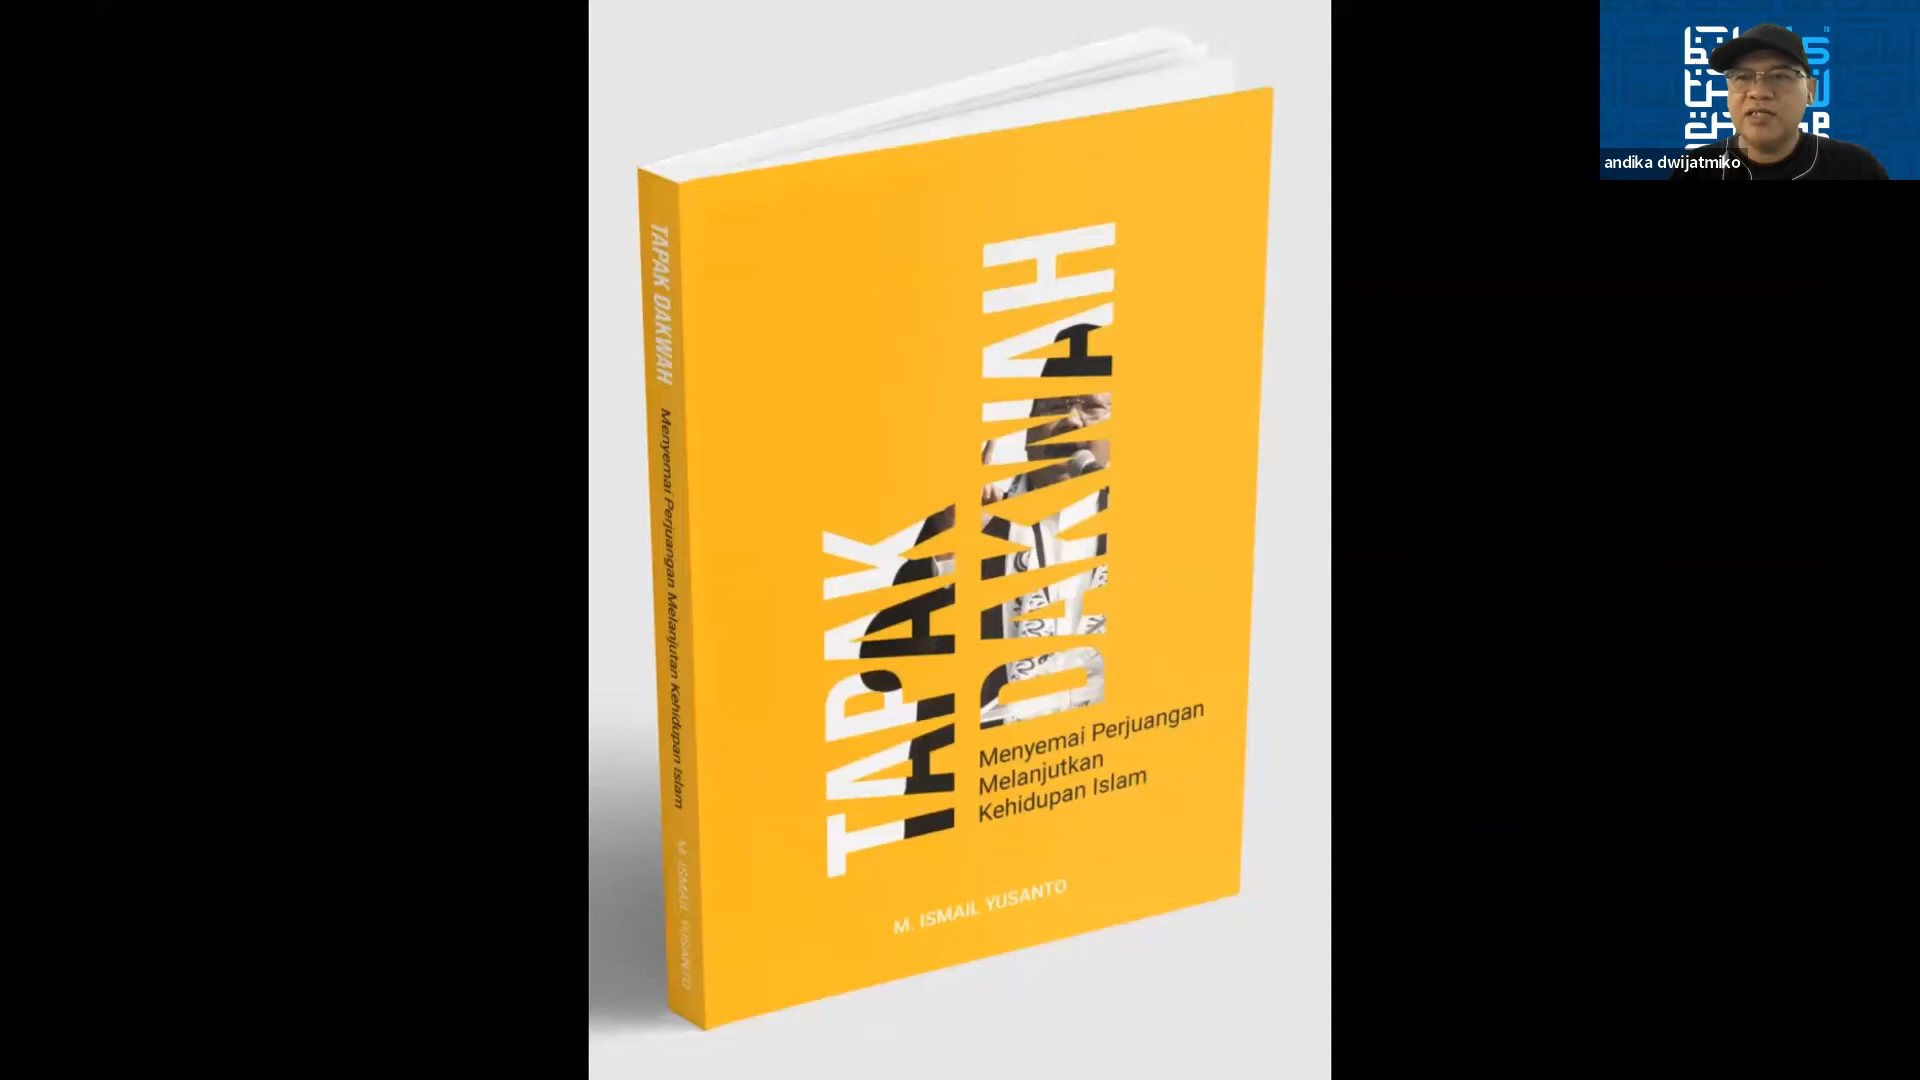 TAPAK DAKWAH
Menyemai Perjuangan Melanjutan Kehidupan Islam
M. ISMAIL YUSANTO
TAPAK
DAKWAH
Menyemai Perjuangan
Melanjutkan
Kehidupan Islam
M. ISMAIL YUSANTO
andika dwijatmiko